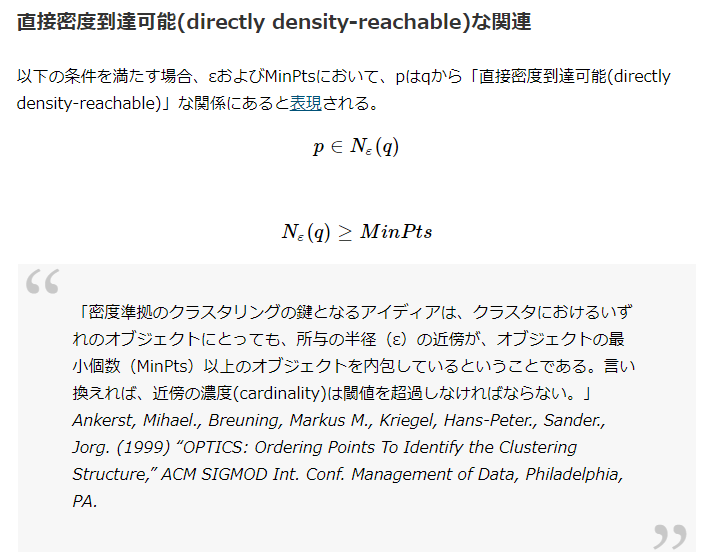 直接密度到達可能(directly density-reachable)な関連
以下の条件を満たす場合、εおよびMinPtsにおいて、pはqから「直接密度到達可能(directly
density-reachable)」な関係にあると表現される。
p ∈ Nε(q)
Nε(q) ≥ MinPts
“
「密度準拠のクラスタリングの鍵となるアイディアは、クラスタにおけるいず
れのオブジェクトにとっても、所与の半径（ε）の近傍が、オブジェクトの最
小個数（MinPts）以上のオブジェクトを内包しているということである。言い
換えれば、近傍の濃度(cardinality)は閾値を超過しなければならない。」
Ankerst, Mihael., Breuning, Markus M., Kriegel, Hans-Peter., Sander.,
Jorg. (1999) “OPTICS: Ordering Points To Identify the Clustering
Structure,” ACM SIGMOD Int. Conf. Management of Data, Philadelphia,
PA.
”